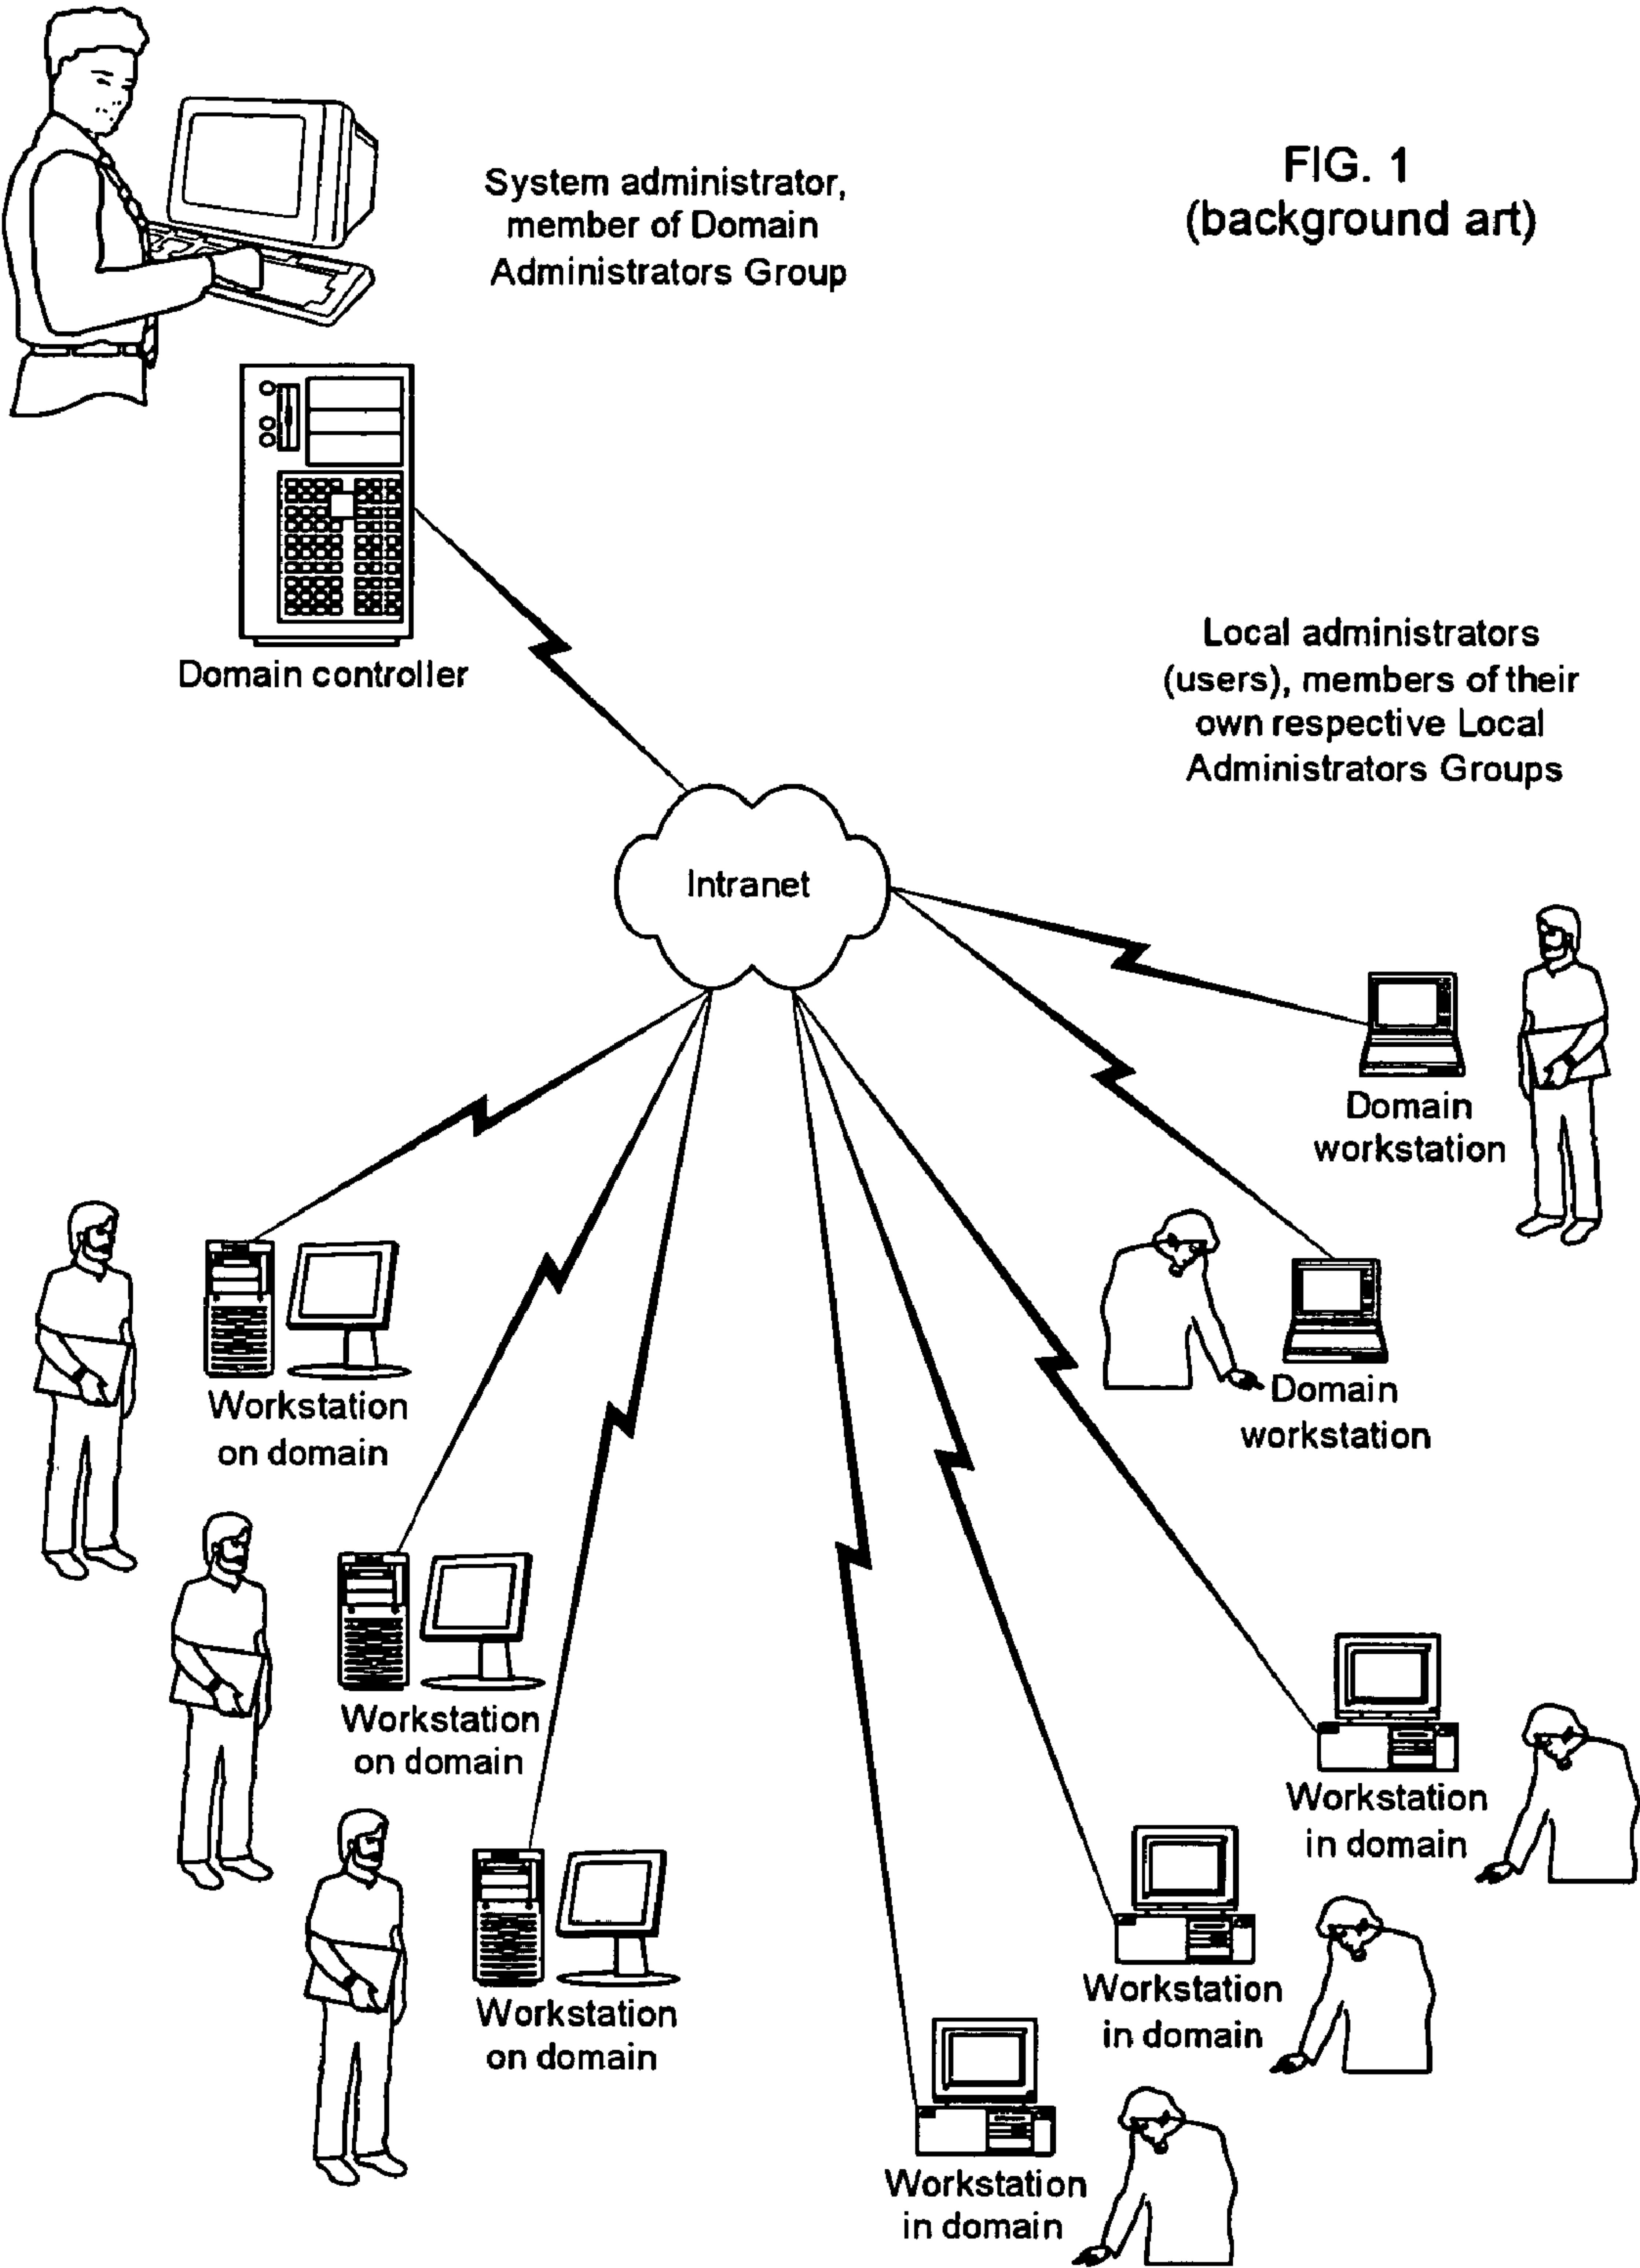 System administrator,
member of Domain
Administrators Group
FIG. 1
(background art)
Domain controller
Local administrators
(users), members of their
own respective Local
Administrators Groups
Intranet
Domain
workstation
Domain
workstation
Workstation
on domain
Workstation
on domain
Workstation
on domain
Workstation
in domain
Workstation
in domain
Workstation
in domain